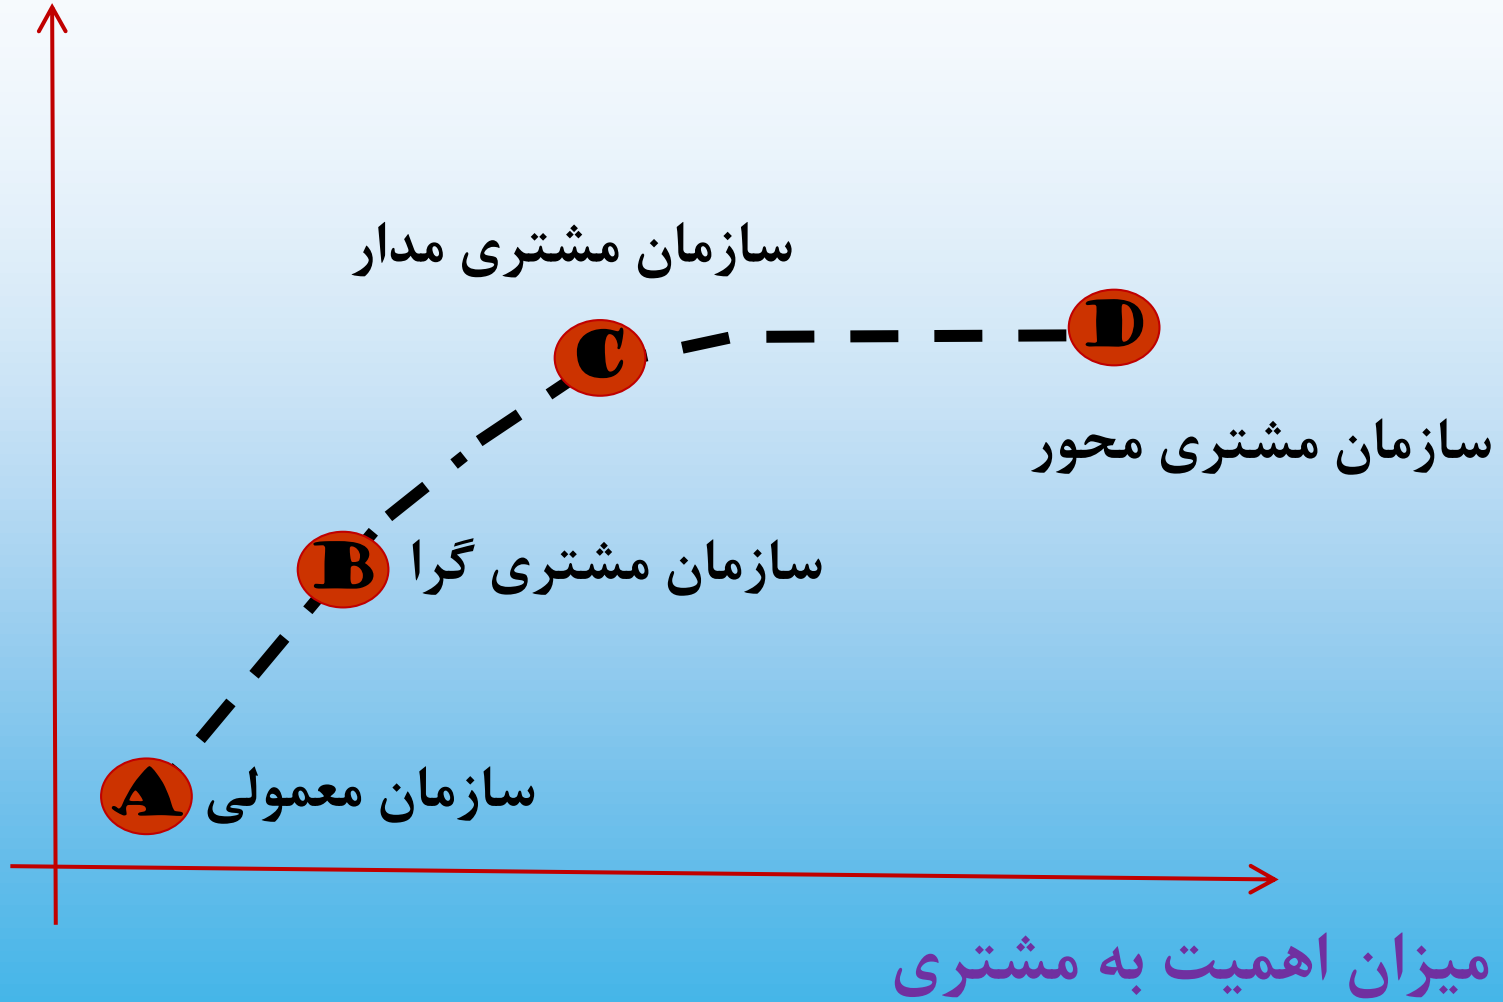 سازمان مشتری مدار
C
D
سازمان مشتری محور
B
سازمان مشتری گرا
A
سازمان معمولی
میزان اهمیت به مشتری